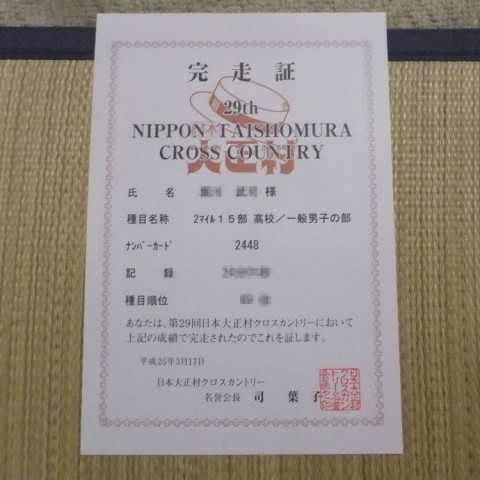 完走証
29th
NIPPON TAISHOMURA
CROSS COUNTRY
日本
大正村
氏名 様
種目名称 2マイル15部 高校/一般男子の部
ナンバーカード 2448
記録
種目順位
あなたは、第29回日本大正村クロスカントリーにおいて
上記の成績で完走されたのでこれを証します。
平成25年3月17日
日本大正村クロスカントリー
名誉会長 司葉子